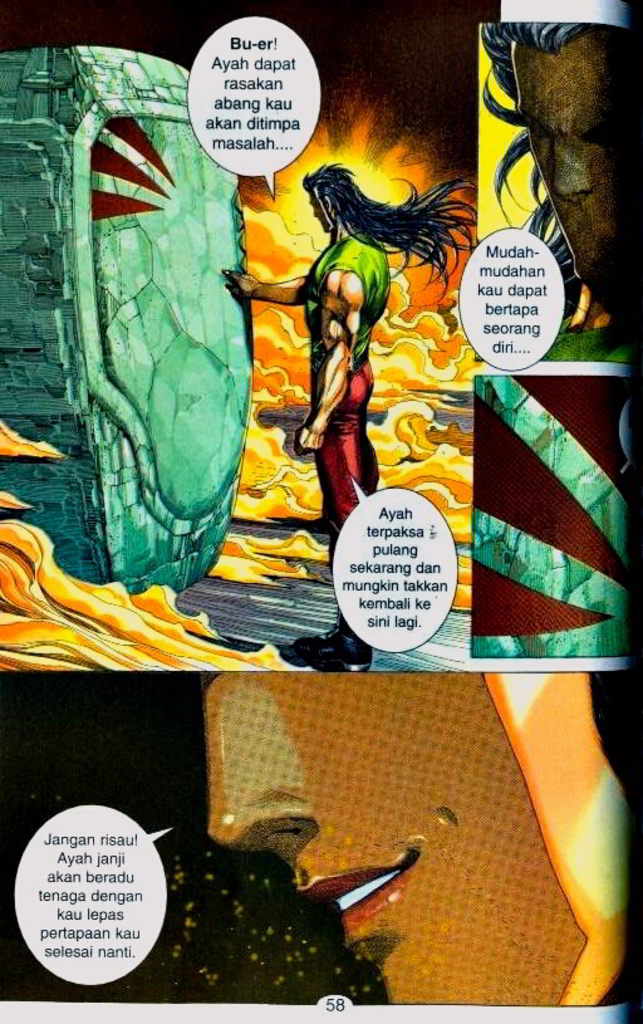 Bu-er!
Ayah dapat
rasakan
abang kau
akan ditimpa
masalah....
Mudah-
mudahan
kau dapat
bertapa
seorang
diri....
Ayah
terpaksa
pulang
sekarang dan
mungkin takkan
kembali ke
sini lagi.
Jangan risau!
Ayah janji
akan beradu
tenaga dengan
kau lepas
pertapaan kau
selesai nanti.
58